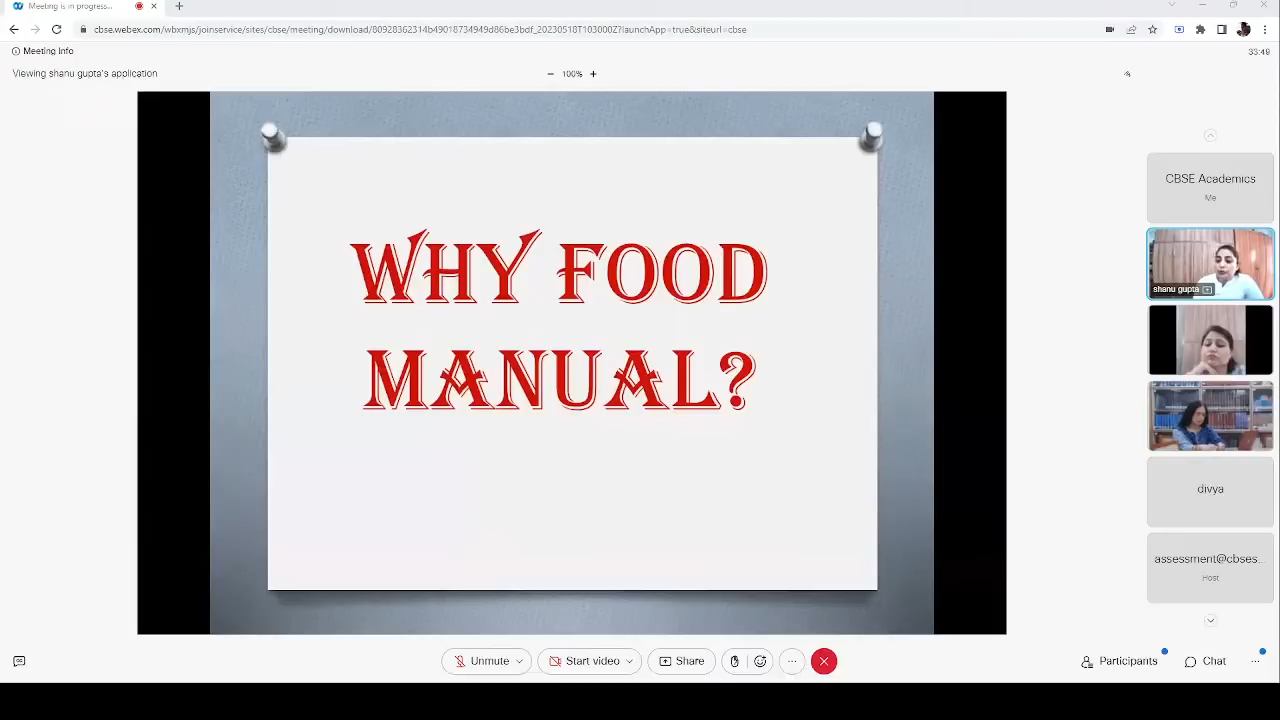 Meeting is in progress...
cbse.webex.com/wbxmjs/joinservice/sites/cbse/meeting/download/80928362314b49018734949d86be3bdf_20230518T103000Z?launchApp=true&siteurl=cbse
Meeting Info
33:49
Viewing shanu gupta's application
100%
WHY FOOD
MANUAL?
CBSE Academics
Me
shanu gupta
divya
assessment@cbses...
Host
Unmute
Start video
Share
Participants
Chat